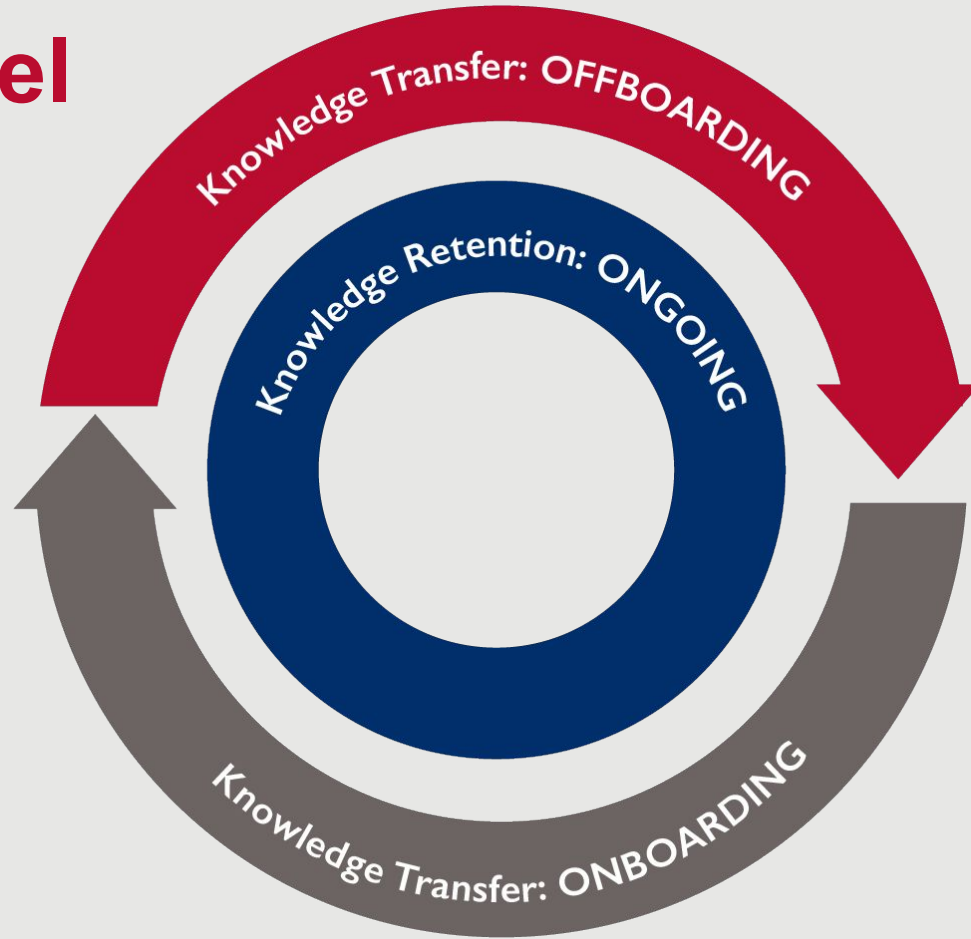 el
Knowledge Transfer: OFFBOARDING
Knowledge Retention: ONGOING
Knowledge Transfer: ONBOARDING